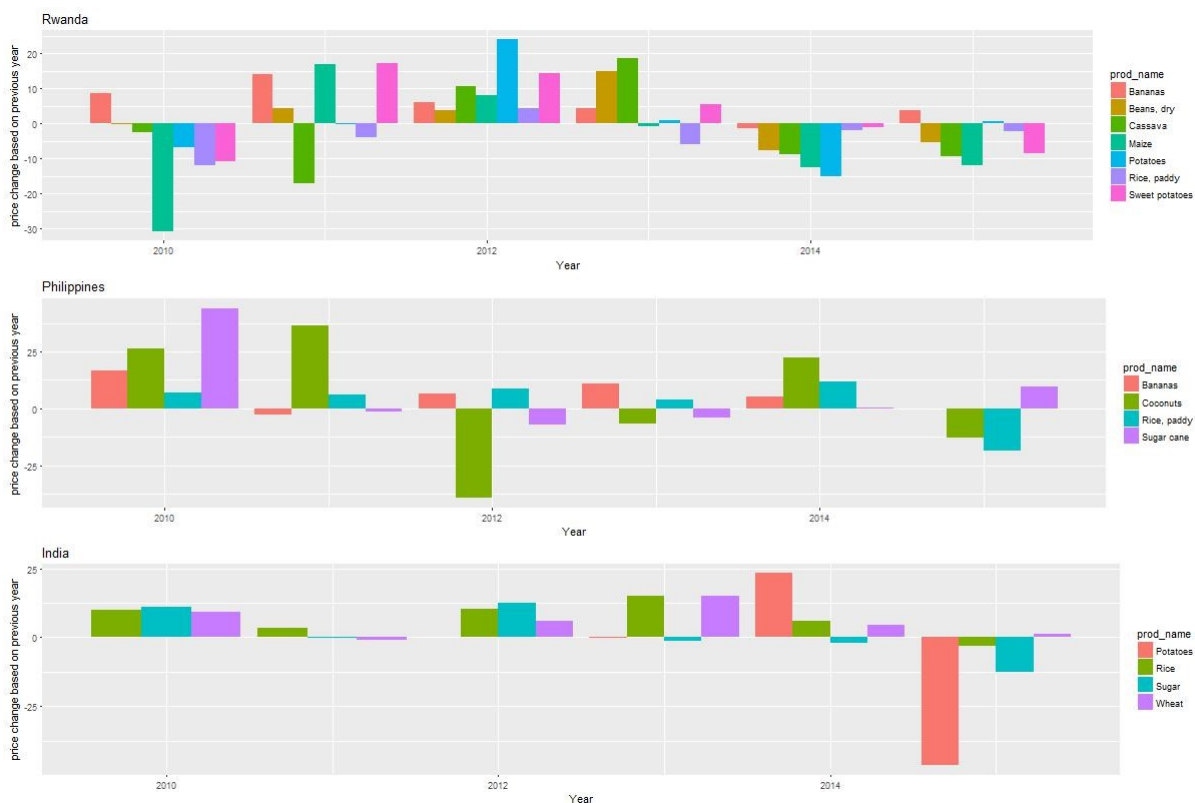 Rwanda
price change based on previous year
20
10
0
-10
-20
-30
2010
2012
2014
Year
prod_name
Bananas
Beans, dry
Cassava
Maize
Potatoes
Rice, paddy
Sweet potatoes
Philippines
price change based on previous year
25
0
-25
2010
2012
2014
Year
prod_name
Bananas
Coconuts
Rice, paddy
Sugar cane
India
price change based on previous year
25
0
-25
2010
2012
2014
Year
prod_name
Potatoes
Rice
Sugar
Wheat